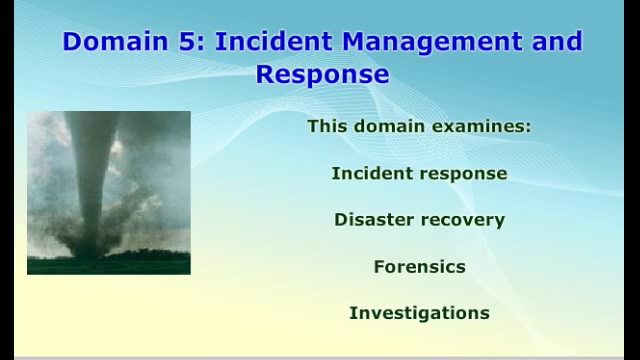 Domain 5: Incident Management and
Response
This domain examines:
Incident response
Disaster recovery
Forensics
Investigations